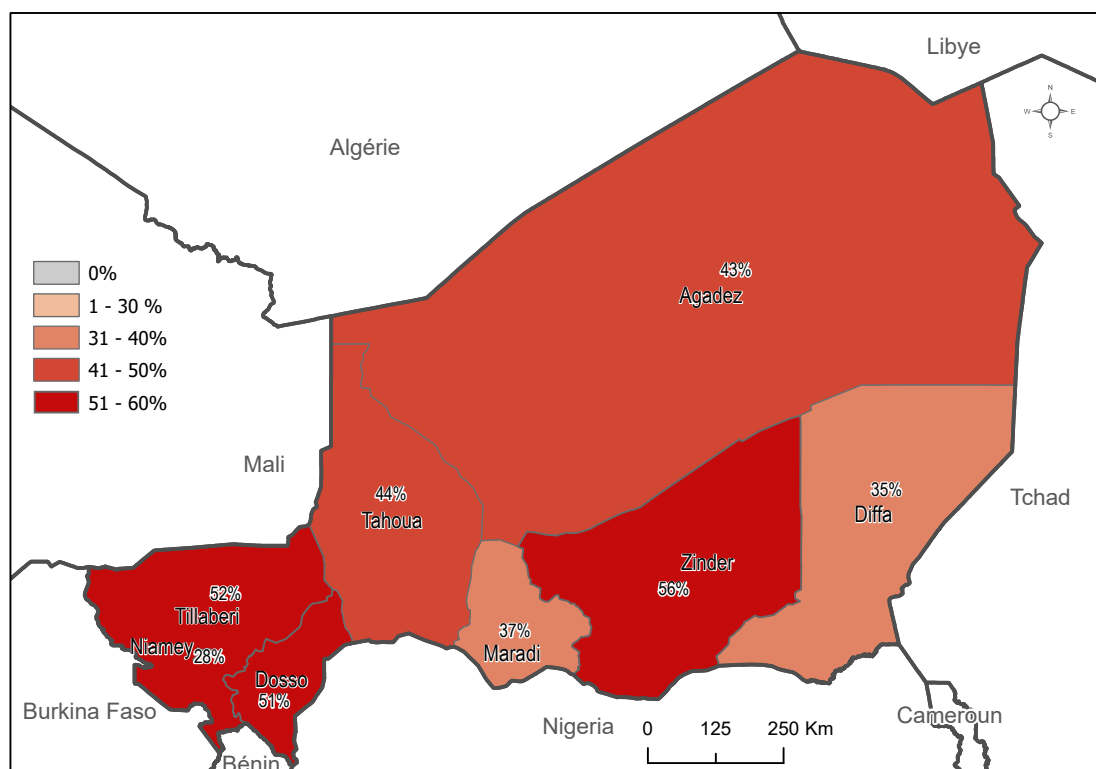 Libye
N
W E
S
Algérie
0%
1 - 30 %
31 - 40%
41 - 50%
51 - 60%
43%
Agadez
Mali
44%
Tahoua
35%
Diffa
Tchad
Zinder
56%
52%
Tillaberi
Niamey 28%
37%
Maradi
Dosso
51%
Burkina Faso
Nigeria
0 125 250 Km
Cameroun
Bénin